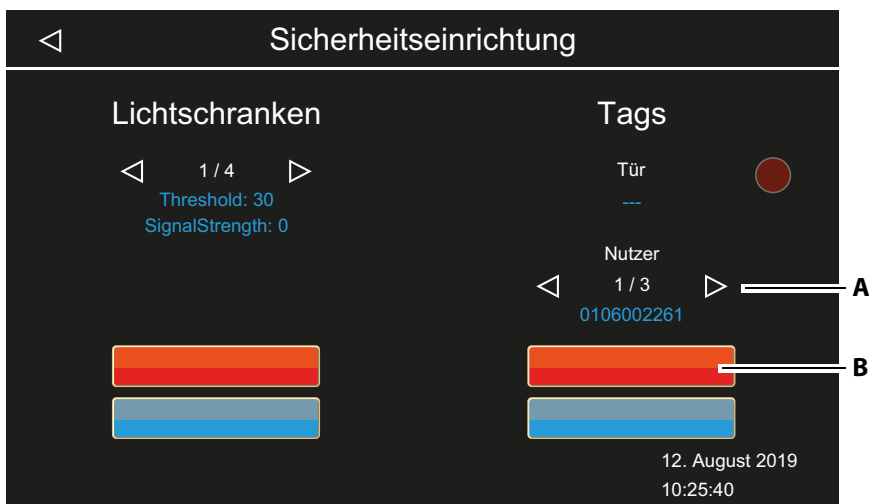 Sicherheitseinrichtung
Lichtschranken
1 / 4
Threshold: 30
SignalStrength: 0
Tags
Tür
---
Nutzer
1 / 3
0106002261
A
B
12. August 2019
10:25:40